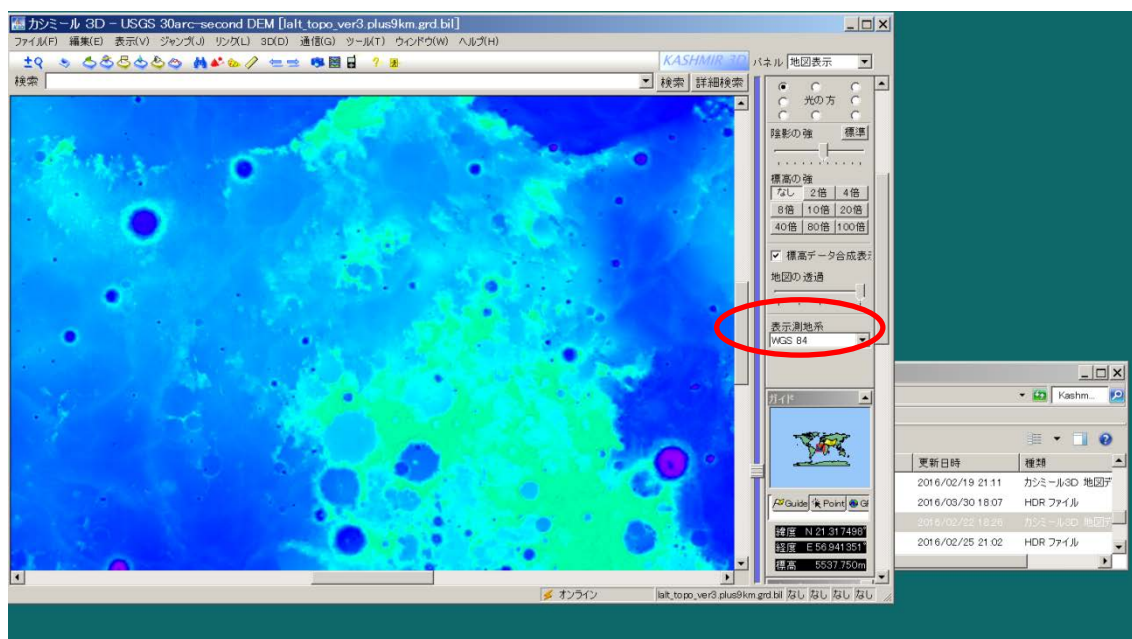 カシミール 3D - USGS 30arc-second DEM [lalt_topo_ver3.plus9km.grd.bil]
ファイル(F) 編集(E) 表示(V) ジャンプ(J) リンク(L) 3D(D) 通信(G) ツール(T) ウィンドウ(W) ヘルプ(H)
KASHMIR 3D
パネル 地図表示
検索 検索 詳細検索
光の方
陰影の強 標準
標高の強
なし 2倍 4倍
8倍 10倍 20倍
40倍 80倍 100倍
標高データ合成表示
地図の透過
表示測地系
WGS 84
ガイド
Guide Point Gl
緯度 N 21.317498°
経度 E 56.941351°
標高 5537.750m
オンライン lalt_topo_ver3.plus9km.grd.bil なし なし なし なし
Kashm...
更新日時 種類
2016/02/19 21:11 カシミール3D 地図デ
2016/03/30 18:07 HDR ファイル
2016/02/22 18:26 カシミール3D 地図デ
2016/02/25 21:02 HDR ファイル